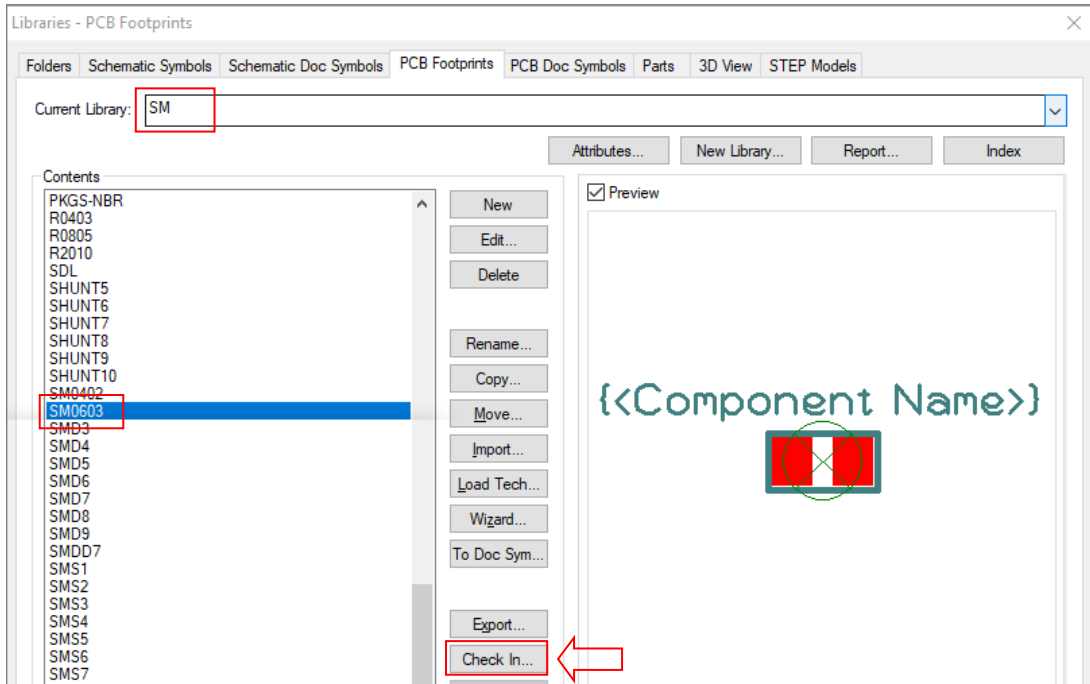 Libraries - PCB Footprints
Folders Schematic Symbols Schematic Doc Symbols PCB Footprints PCB Doc Symbols Parts 3D View STEP Models
Current Library: SM
Attributes... New Library... Report... Index
Contents
PKGS-NBR
R0403
R0805
R2010
SDL
SHUNT5
SHUNT6
SHUNT7
SHUNT8
SHUNT9
SHUNT10
SM0402
SM0603
SMD3
SMD4
SMD5
SMD6
SMD7
SMD8
SMD9
SMDD7
SMS1
SMS2
SMS3
SMS4
SMS5
SMS6
SMS7
New
Edit...
Delete
Rename...
Copy...
Move...
Import...
Load Tech...
Wizard...
To Doc Sym...
Export...
Check In...
Preview
{<Component Name>}